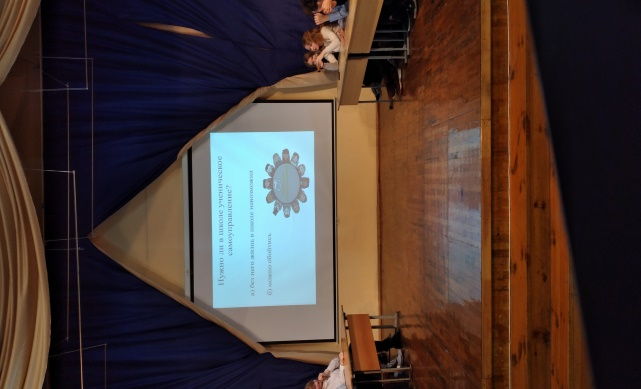 Нужно ли в школе ученическое
самоуправление?
а) без него жизнь в школе невозможна
б) можно обойтись